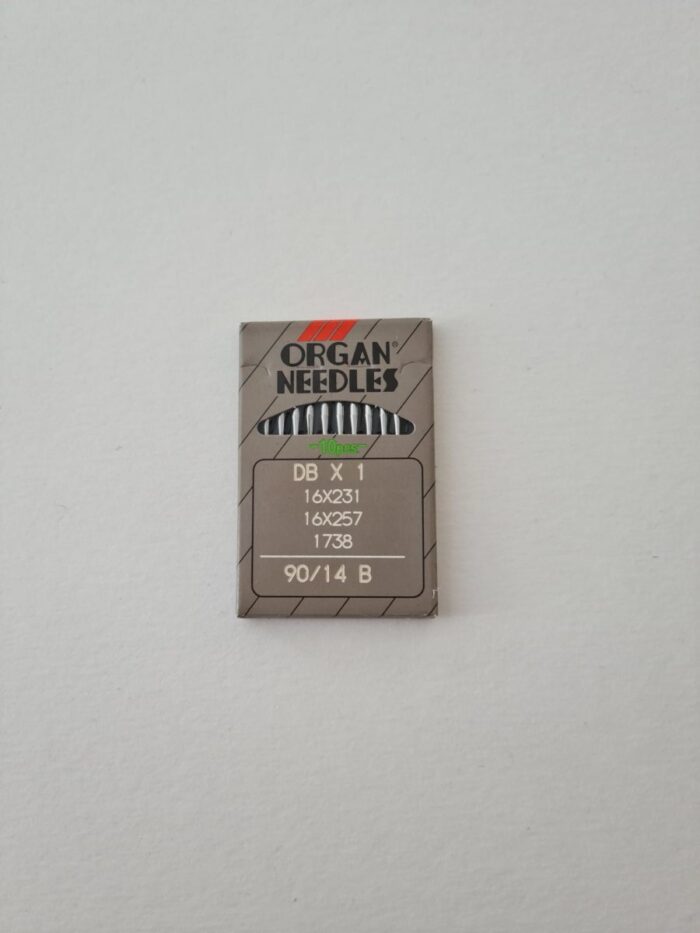 ORGAN®
NEEDLES
10pcs
DB X 1
16X231
16X257
1738
90/14 B